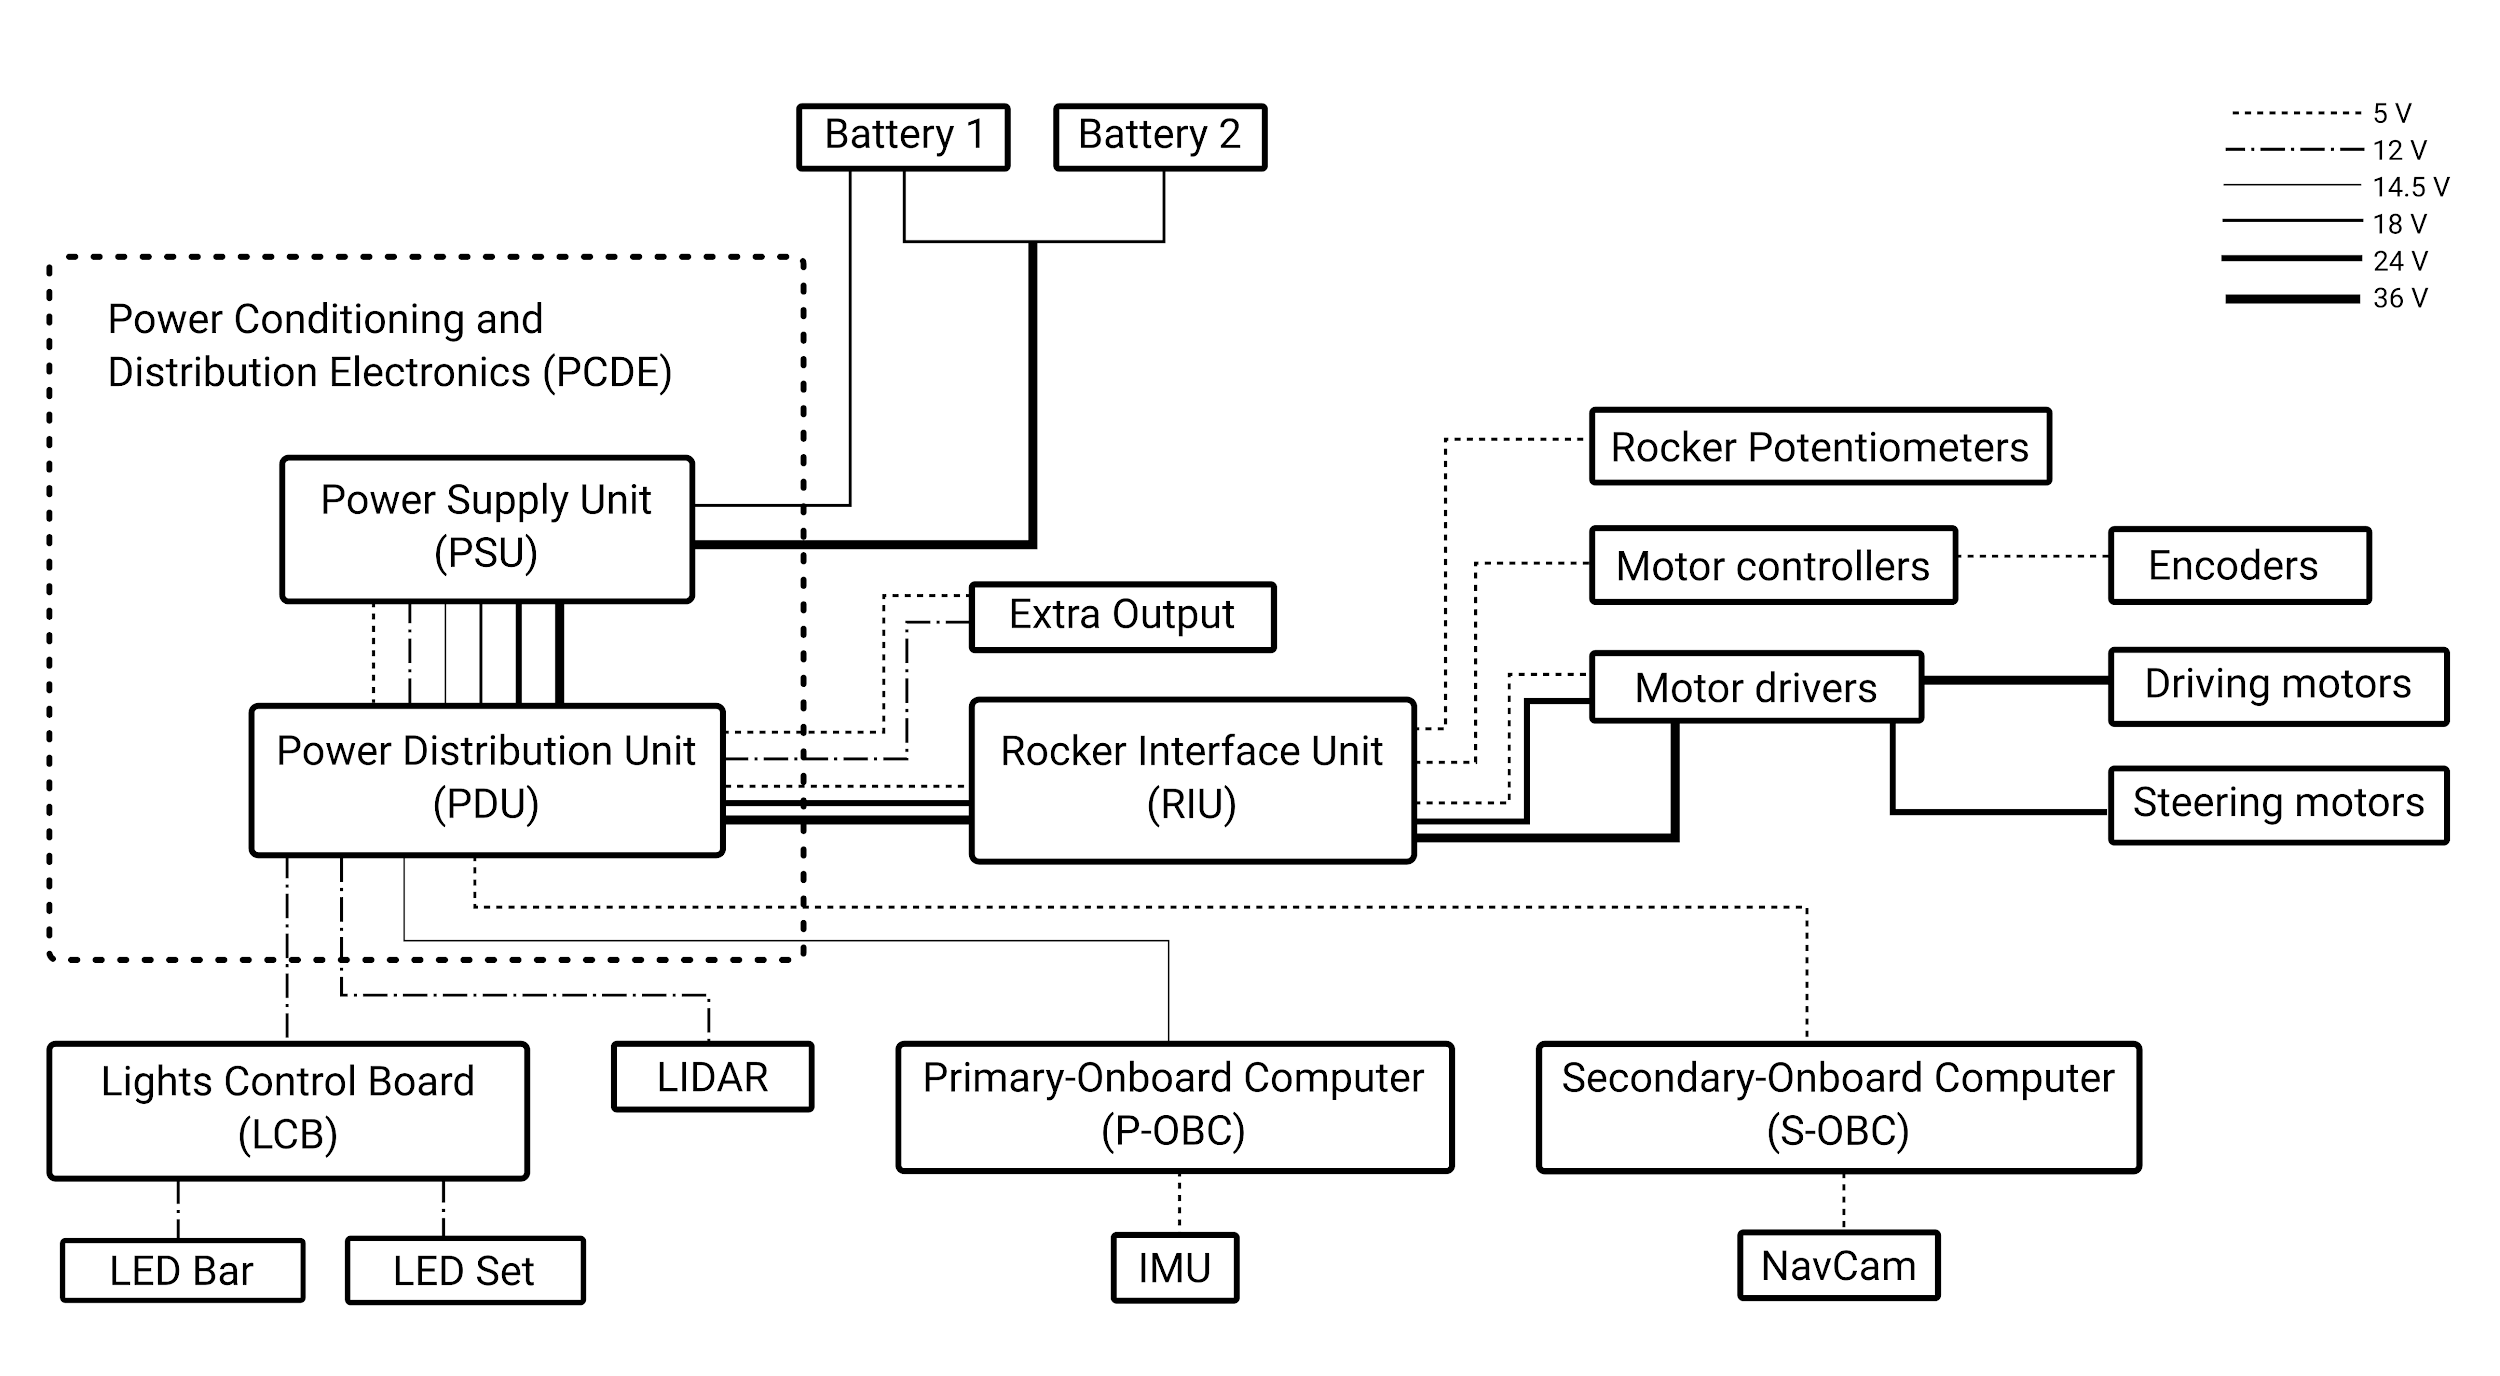 Battery 1
Battery 2
5 V
12 V
14.5 V
18 V
24 V
36 V
Power Conditioning and
Distribution Electronics (PCDE)
Power Supply Unit
(PSU)
Rocker Potentiometers
Motor controllers
Encoders
Extra Output
Motor drivers
Driving motors
Power Distribution Unit
(PDU)
Rocker Interface Unit
(RIU)
Steering motors
Lights Control Board
(LCB)
LIDAR
Primary-Onboard Computer
(P-OBC)
Secondary-Onboard Computer
(S-OBC)
LED Bar
LED Set
IMU
NavCam